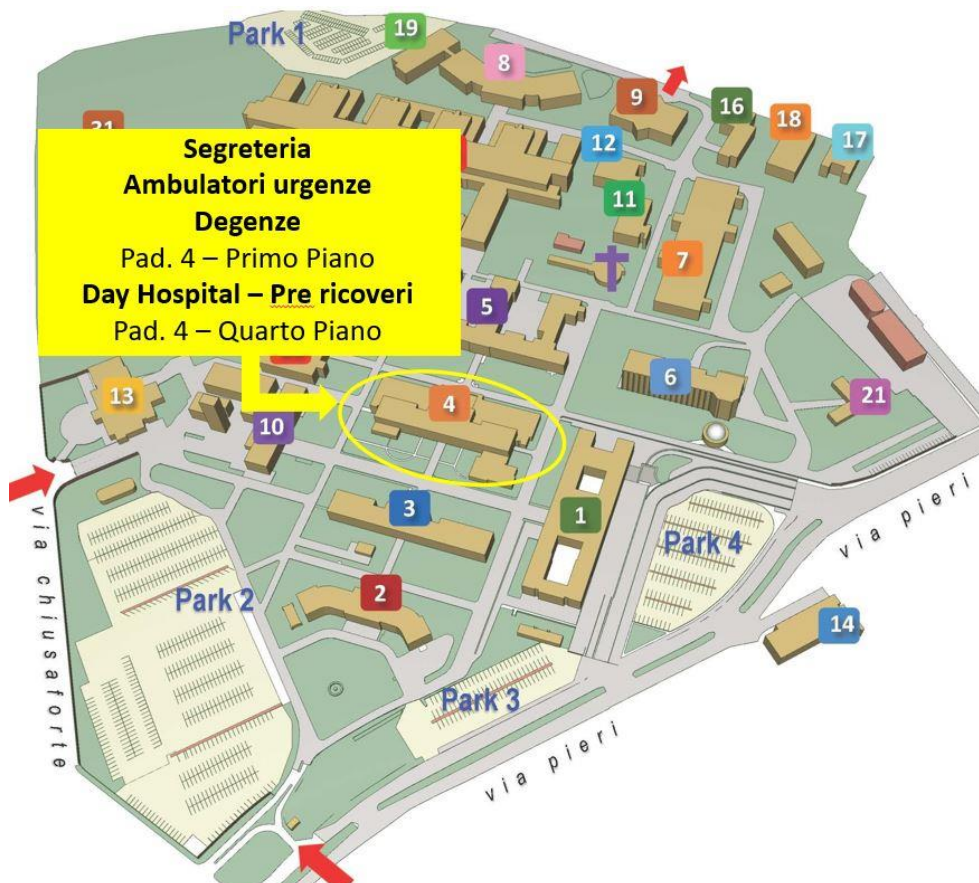 Park 1
19
8
9
16
18
17
12
11
7
31
Segreteria
Ambulatori urgenze
Degenze
Pad. 4 – Primo Piano
Day Hospital – Pre ricoveri
Pad. 4 – Quarto Piano
5
6
21
13
10
4
3
1
2
14
Park 2
Park 3
Park 4
via chiusaforte
via pieri
via pieri